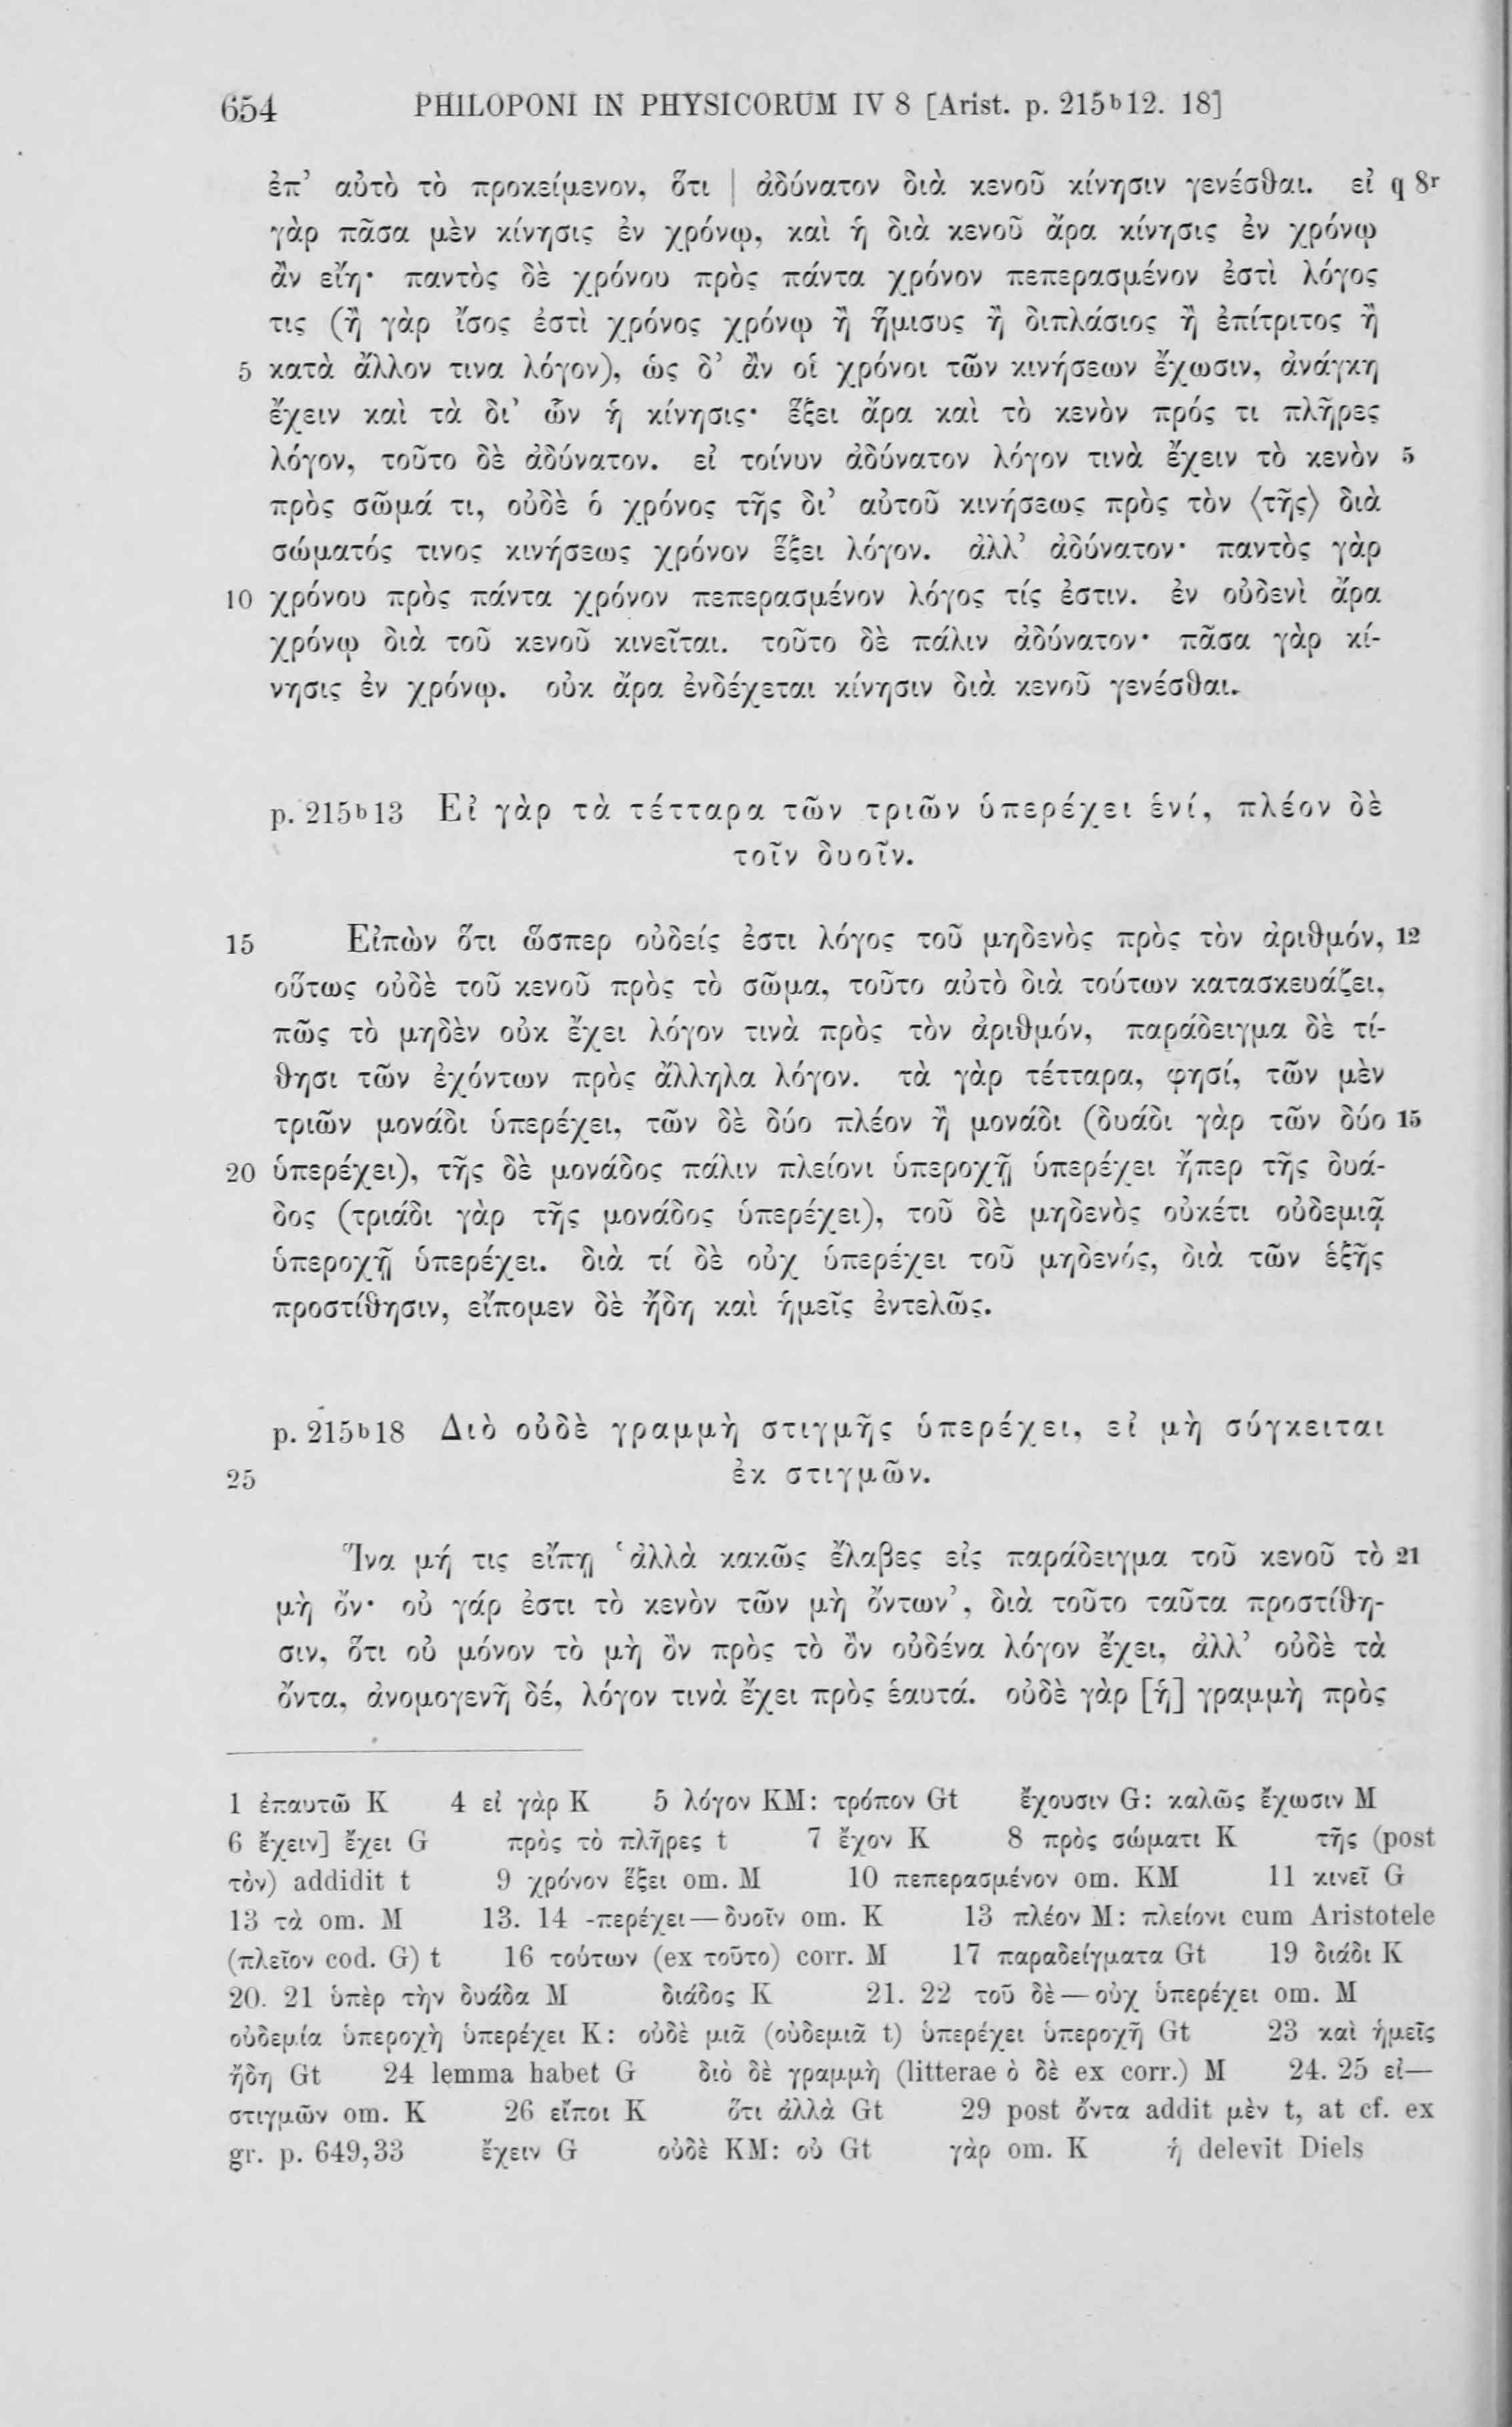 654 PHILOPONI IN PHYSICORUM IV 8 [Arist. p. 215b12. 18]
ἐπ’ αὐτὸ τὸ προκείμενον, ὅτι | ἀδύνατον διὰ κενοῦ κίνησιν γενέσθαι. εἰ q 8r
γὰρ πᾶσα μὲν κίνησις ἐν χρόνῳ, καὶ ἡ διὰ κενοῦ ἄρα κίνησις ἐν χρόνῳ
ἂν εἴη· παντὸς δὲ χρόνου πρὸς πάντα χρόνον πεπερασμένον ἐστὶ λόγος
τις (ἢ γὰρ ἴσος ἐστὶ χρόνος χρόνῳ ἢ ἥμισυς ἢ διπλάσιος ἢ ἐπίτριτος ἢ
5 κατὰ ἄλλον τινα λόγον), ὡς δ’ ἂν οἱ χρόνοι τῶν κινήσεων ἔχωσιν, ἀνάγκη
ἔχειν καὶ τὰ δι’ ὧν ἡ κίνησις· ἕξει ἄρα καὶ τὸ κενὸν πρός τι πλῆρες
λόγον, τοῦτο δὲ ἀδύνατον. εἰ τοίνυν ἀδύνατον λόγον τινὰ ἔχειν τὸ κενὸν 5
πρὸς σῶμά τι, οὐδὲ ὁ χρόνος τῆς δι’ αὐτοῦ κινήσεως πρὸς τὸν ⟨τῆς⟩ διὰ
σώματός τινος κινήσεως χρόνον ἕξει λόγον. ἀλλ’ ἀδύνατον· παντὸς γὰρ
10 χρόνου πρὸς πάντα χρόνον πεπερασμένον λόγος τίς ἐστιν. ἐν οὐδενὶ ἄρα
χρόνῳ διὰ τοῦ κενοῦ κινεῖται. τοῦτο δὲ πάλιν ἀδύνατον· πᾶσα γὰρ κί-
νησις ἐν χρόνῳ. οὐκ ἄρα ἐνδέχεται κίνησιν διὰ κενοῦ γενέσθαι.
p. 215b13 Εἰ γὰρ τὰ τέτταρα τῶν τριῶν ὑπερέχει ἑνί, πλέον δὲ
τοῖν δυοῖν.
15 Εἰπὼν ὅτι ὥσπερ οὐδείς ἐστι λόγος τοῦ μηδενὸς πρὸς τὸν ἀριθμόν, 12
οὕτως οὐδὲ τοῦ κενοῦ πρὸς τὸ σῶμα, τοῦτο αὐτὸ διὰ τούτων κατασκευάζει,
πῶς τὸ μηδὲν οὐκ ἔχει λόγον τινὰ πρὸς τὸν ἀριθμόν, παράδειγμα δὲ τί-
θησι τῶν ἐχόντων πρὸς ἄλληλα λόγον. τὰ γὰρ τέτταρα, φησί, τῶν μὲν
τριῶν μονάδι ὑπερέχει, τῶν δὲ δύο πλέον ἢ μονάδι (δυάδι γὰρ τῶν δύο 15
20 ὑπερέχει), τῆς δὲ μονάδος πάλιν πλείονι ὑπεροχῇ ὑπερέχει ἤπερ τῆς δυά-
δος (τριάδι γὰρ τῆς μονάδος ὑπερέχει), τοῦ δὲ μηδενὸς οὐκέτι οὐδεμιᾷ
ὑπεροχῇ ὑπερέχει. διὰ τί δὲ οὐχ ὑπερέχει τοῦ μηδενός, διὰ τῶν ἑξῆς
προστίθησιν, εἴπομεν δὲ ἤδη καὶ ἡμεῖς ἐντελῶς.
p. 215b18 Διὸ οὐδὲ γραμμὴ στιγμῆς ὑπερέχει, εἰ μὴ σύγκειται
25 ἐκ στιγμῶν.
Ἵνα μή τις εἴπῃ ‘ἀλλὰ κακῶς ἔλαβες εἰς παράδειγμα τοῦ κενοῦ τὸ 21
μὴ ὄν· οὐ γάρ ἐστι τὸ κενὸν τῶν μὴ ὄντων’, διὰ τοῦτο ταῦτα προστίθη-
σιν, ὅτι οὐ μόνον τὸ μὴ ὂν πρὸς τὸ ὂν οὐδένα λόγον ἔχει, ἀλλ’ οὐδὲ τὰ
ὄντα, ἀνομογενῆ δέ, λόγον τινὰ ἔχει πρὸς ἑαυτά. οὐδὲ γὰρ [ἡ] γραμμὴ πρὸς
1 ἐπαυτῶ K 4 εἰ γὰρ K 5 λόγον KM: τρόπον Gt ἔχουσιν G: καλῶς ἔχωσιν M
6 ἔχειν] ἔχει G πρὸς τὸ πλῆρες t 7 ἔχον K 8 πρὸς σώματι K τῆς (post
τὸν) addidit t 9 χρόνον ἕξει om. M 10 πεπερασμένον om. KM 11 κινεῖ G
13 τὰ om. M 13. 14 -περέχει — δυοῖν om. K 13 πλέον M: πλείονι cum Aristotele
(πλεῖον cod. G) t 16 τούτων (ex τοῦτο) corr. M 17 παραδείγματα Gt 19 διάδι K
20. 21 ὑπὲρ τὴν δυάδα M διάδος K 21. 22 τοῦ δὲ — οὐχ ὑπερέχει om. M
οὐδεμία ὑπεροχὴ ὑπερέχει K: οὐδὲ μιᾶ (οὐδεμιᾶ t) ὑπερέχει ὑπεροχῆ Gt 23 καὶ ἡμεῖς
ἤδη Gt 24 lemma habet G διὸ δὲ γραμμὴ (litterae ὸ δὲ ex corr.) M 24. 25 εἰ —
στιγμῶν om. K 26 εἴποι K ὅτι ἀλλὰ Gt 29 post ὄντα addit μὲν t, at cf. ex
gr. p. 649,33 ἔχειν G οὐδὲ KM: οὐ Gt γὰρ om. K ἡ delevit Diels